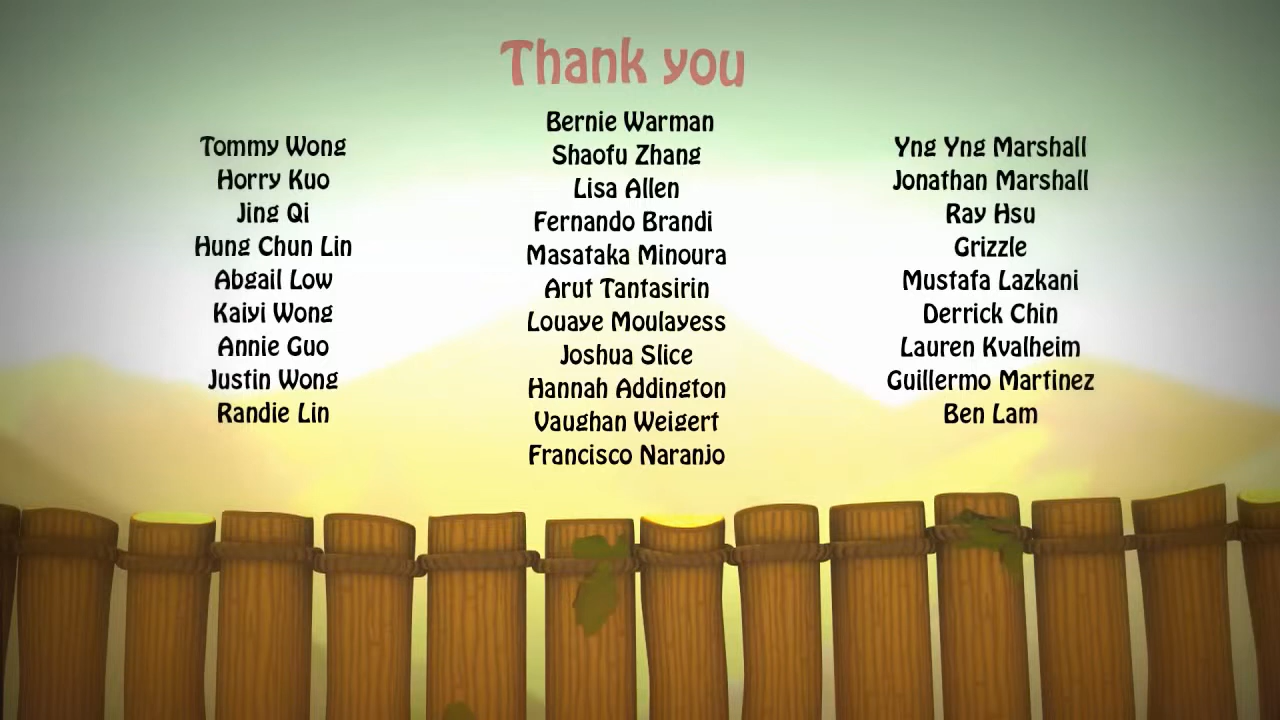 Thank you
Tommy Wong
Horry Kuo
Jing Qi
Hung Chun Lin
Abgail Low
Kaiyi Wong
Annie Guo
Justin Wong
Randie Lin
Bernie Warman
Shaofu Zhang
Lisa Allen
Fernando Brandi
Masataka Minoura
Arut Tantasirin
Louaye Moulayess
Joshua Slice
Hannah Addington
Vaughan Weigert
Francisco Naranjo
Yng Yng Marshall
Jonathan Marshall
Ray Hsu
Grizzle
Mustafa Lazkani
Derrick Chin
Lauren Kvalheim
Guillermo Martinez
Ben Lam